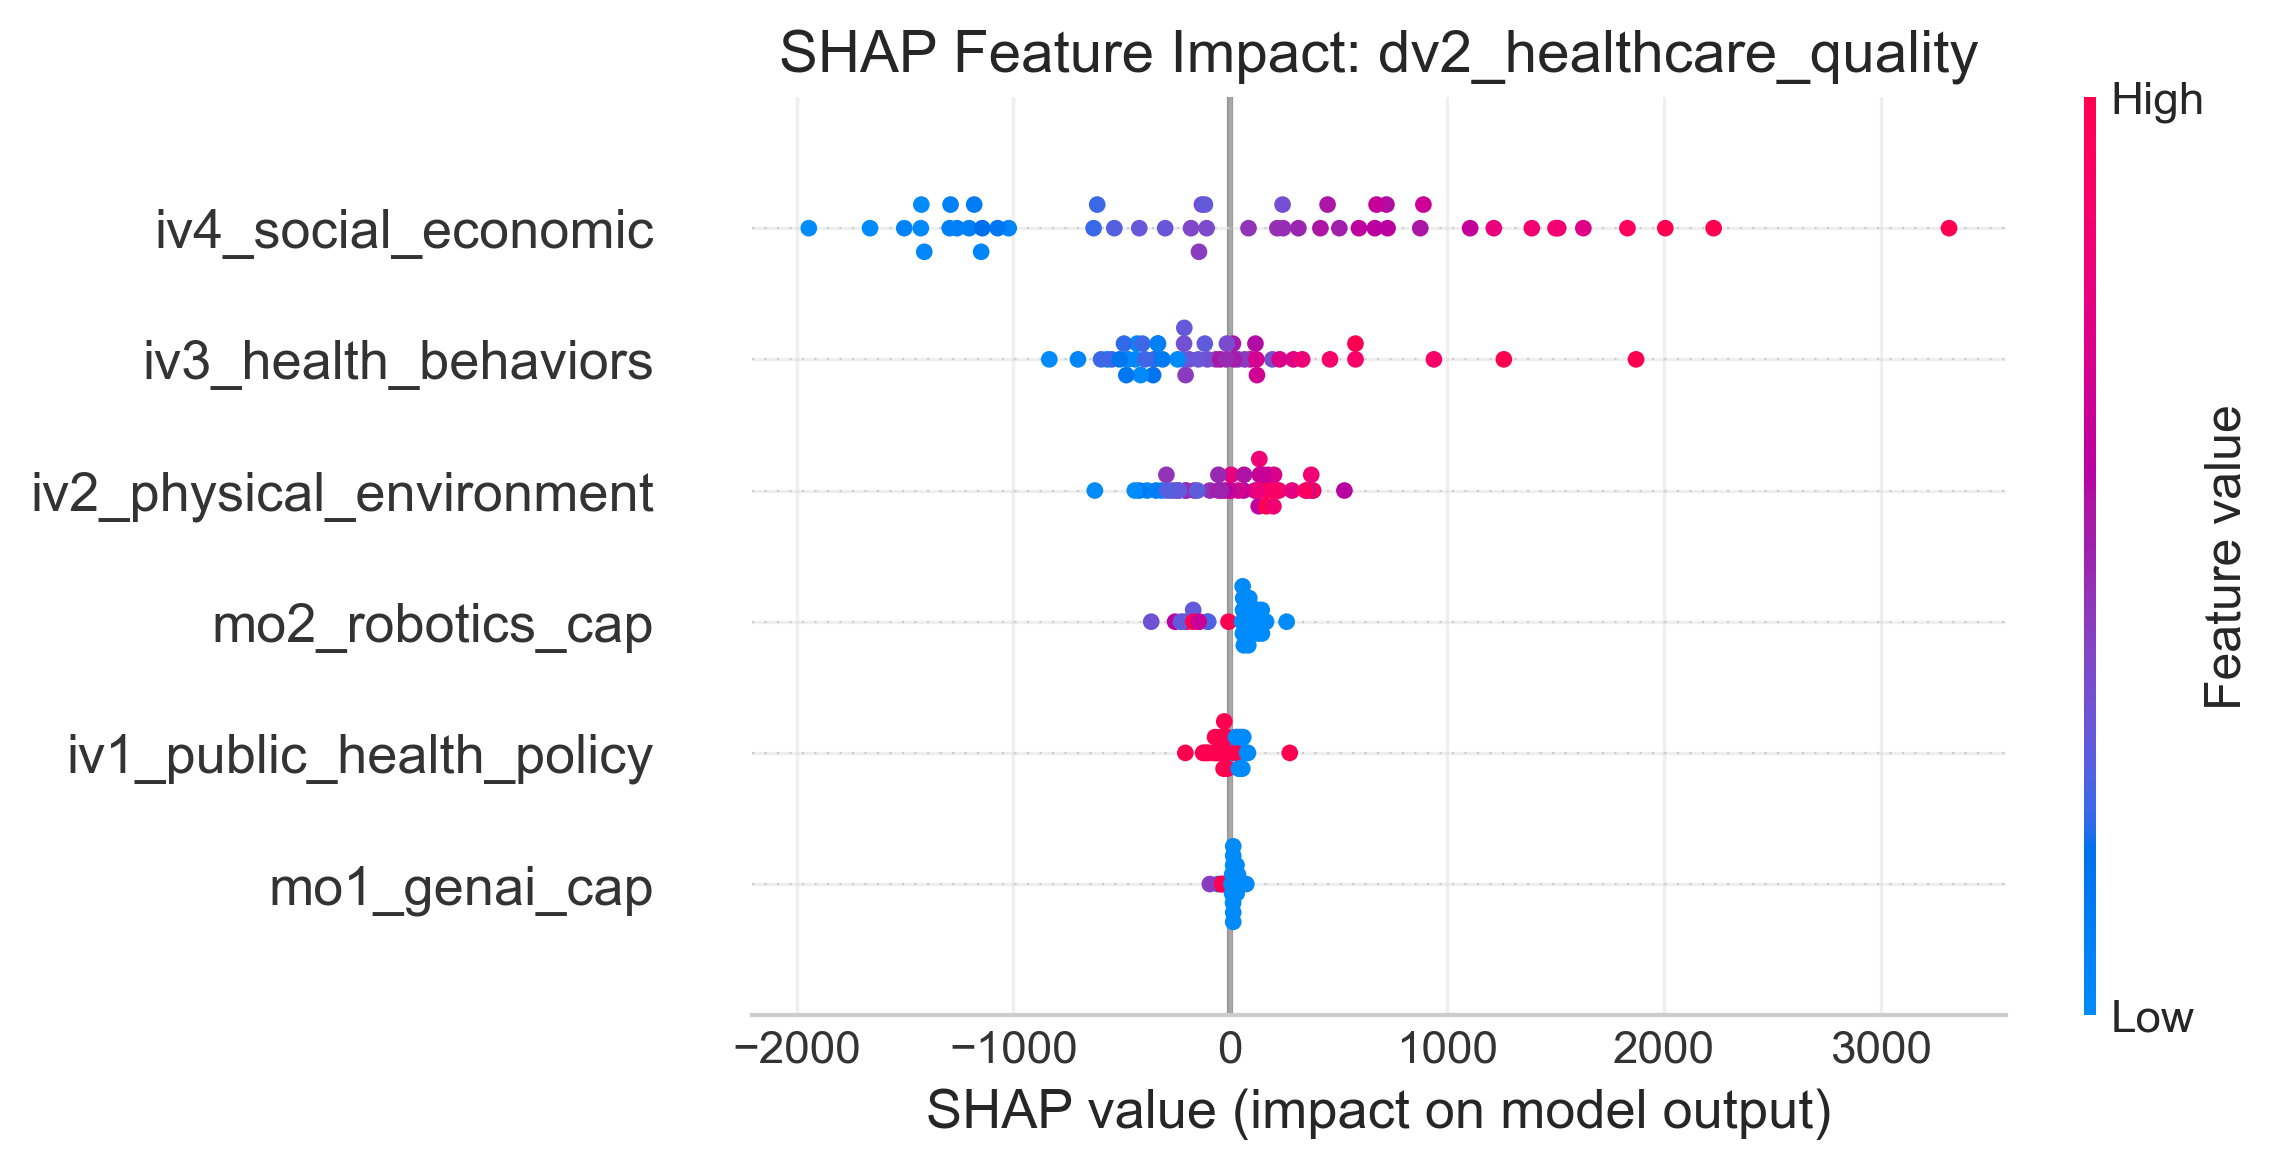 SHAP Feature Impact: dv2_healthcare_quality
High
iv4_social_economic
iv3_health_behaviors
iv2_physical_environment
mo2_robotics_cap
iv1_public_health_policy
mo1_genai_cap
Feature value
Low
−2000 −1000 0 1000 2000 3000
SHAP value (impact on model output)